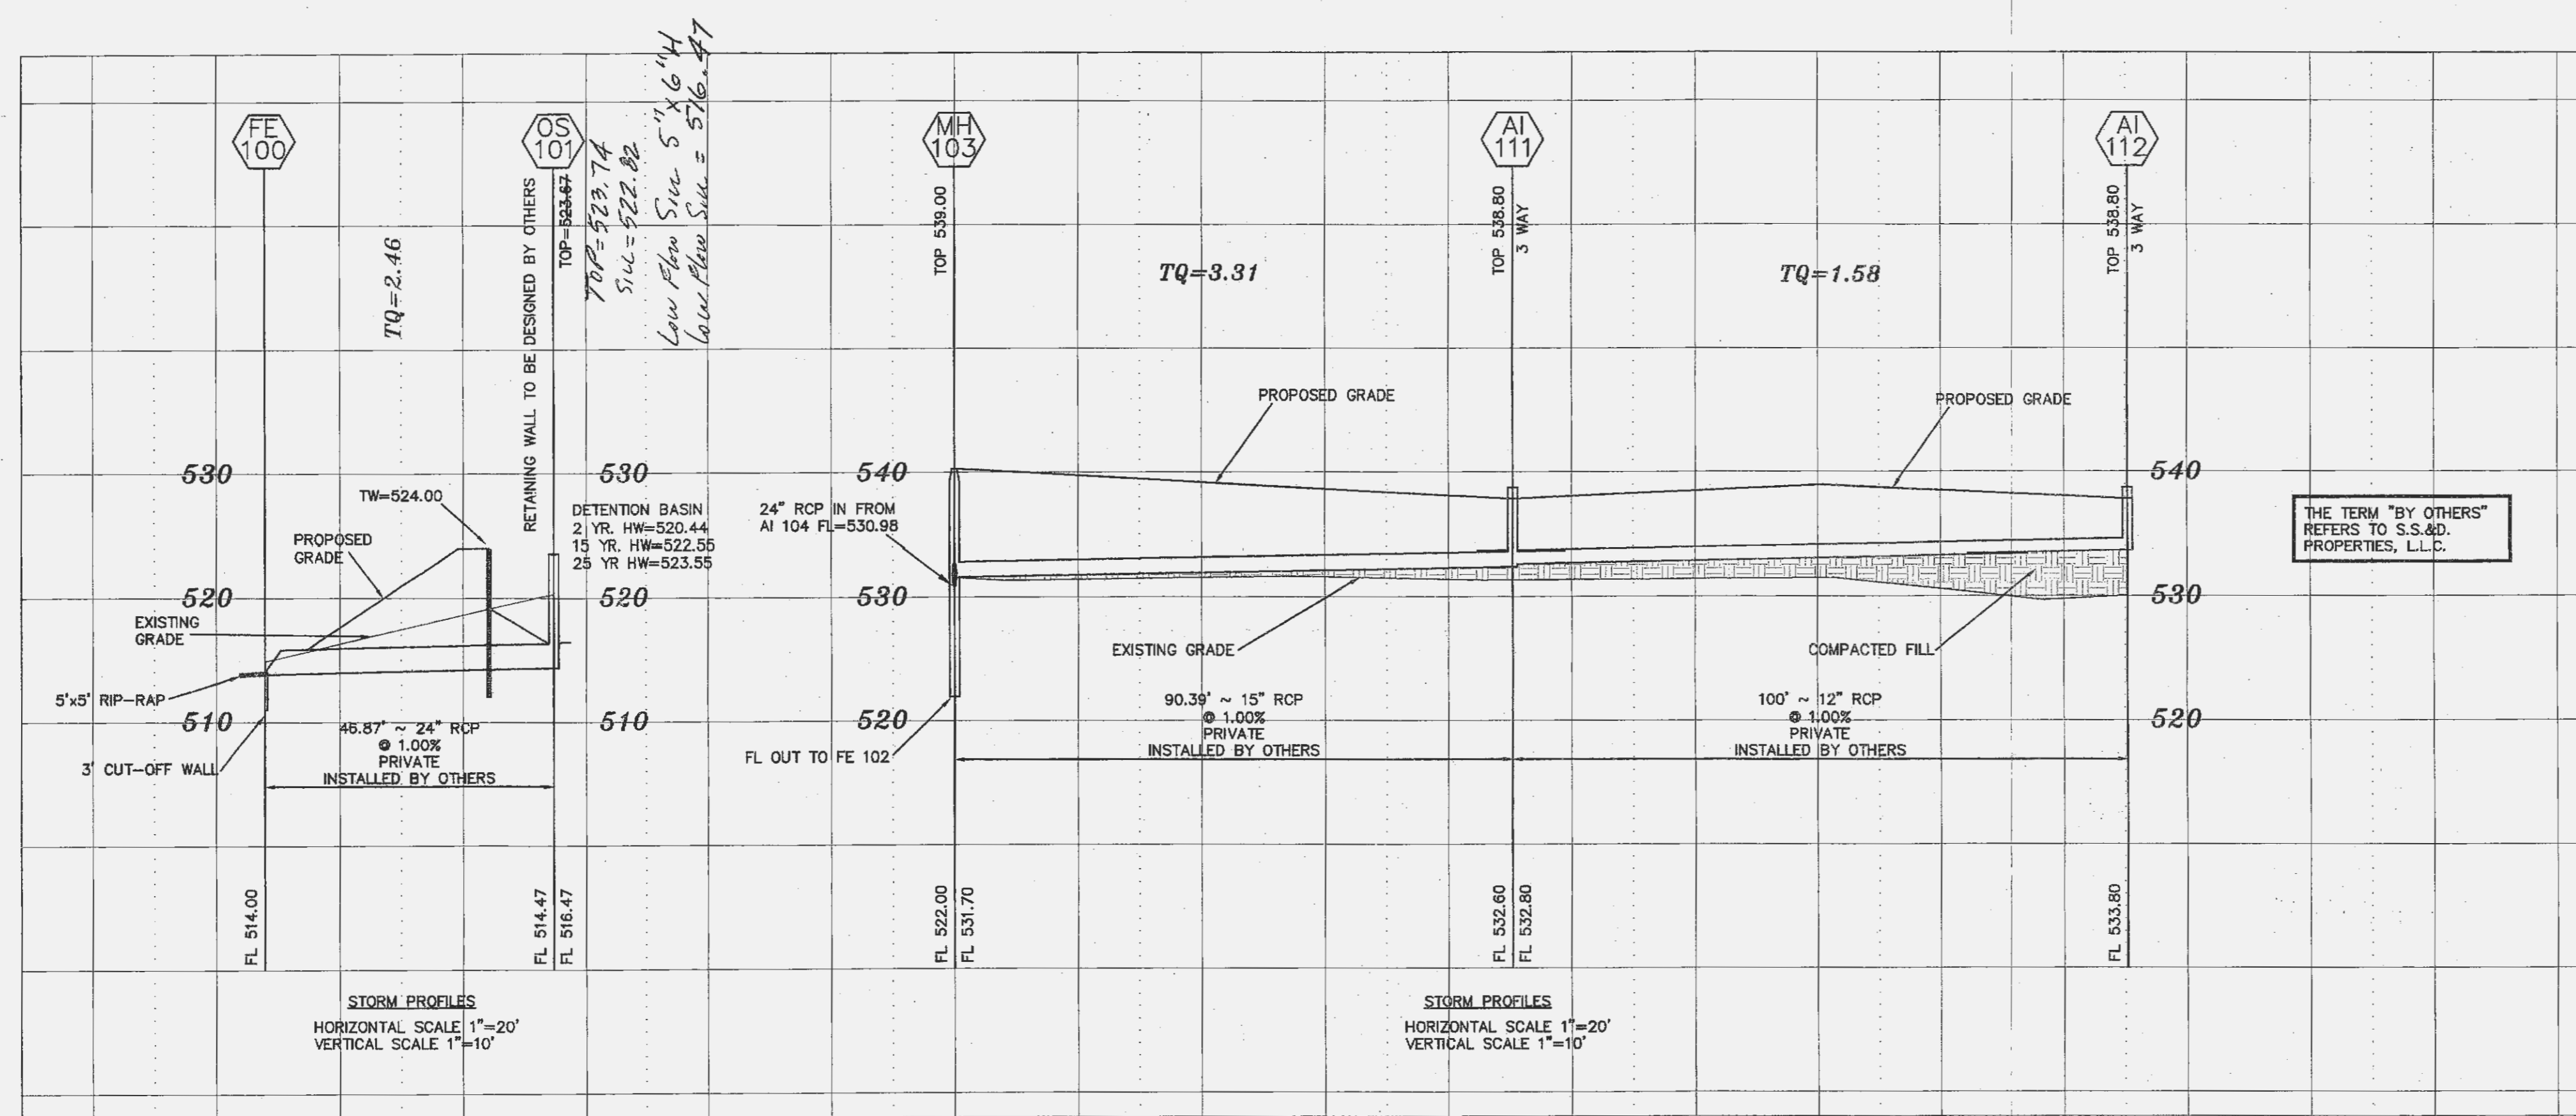 FE
100
TQ=2.46
OS
101
RETAINING WALL TO BE DESIGNED BY OTHERS
TOP=523.67
TOP=523.74
Sill=522.82
Low Flow Sill 5"x6"H
Low Flow Sill = 516.47
530
530
TW=524.00
DETENTION BASIN
2 YR. HW=520.44
15 YR. HW=522.55
25 YR HW=523.55
PROPOSED
GRADE
520
520
EXISTING
GRADE
5'x5' RIP-RAP
510
510
3' CUT-OFF WALL
46.87' ~ 24" RCP
@ 1.00%
PRIVATE
INSTALLED BY OTHERS
FL 514.00
FL 514.47
FL 516.47
STORM PROFILES
HORIZONTAL SCALE 1"=20'
VERTICAL SCALE 1"=10'
MH
103
TOP 539.00
TQ=3.31
AI
111
TOP 538.80
3 WAY
TQ=1.58
AI
112
TOP 538.80
3 WAY
PROPOSED GRADE
PROPOSED GRADE
540
540
24" RCP IN FROM
AI 104 FL=530.98
530
530
EXISTING GRADE
COMPACTED FILL
520
520
FL OUT TO FE 102
90.39' ~ 15" RCP
@ 1.00%
PRIVATE
INSTALLED BY OTHERS
100' ~ 12" RCP
@ 1.00%
PRIVATE
INSTALLED BY OTHERS
FL 522.00
FL 531.70
FL 532.60
FL 532.80
FL 533.80
STORM PROFILES
HORIZONTAL SCALE 1"=20'
VERTICAL SCALE 1"=10'
THE TERM "BY OTHERS"
REFERS TO S.S.&D.
PROPERTIES, L.L.C.